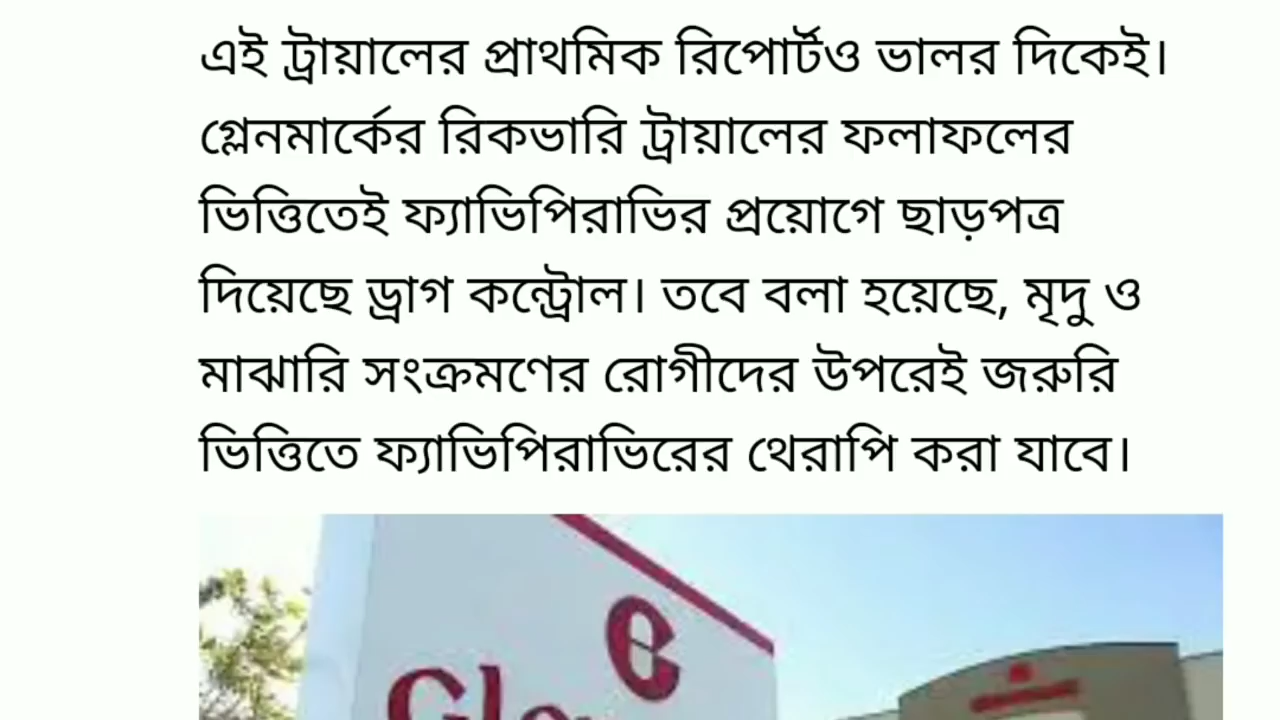 এই ট্রায়ালের প্রাথমিক রিপোর্টও ভালর দিকেই।
গ্লেনমার্কের রিকভারি ট্রায়ালের ফলাফলের
ভিত্তিতেই ফ্যাভিপিরাভির প্রয়োগে ছাড়পত্র
দিয়েছে ড্রাগ কন্ট্রোল। তবে বলা হয়েছে, মৃদু ও
মাঝারি সংক্রমণের রোগীদের উপরেই জরুরি
ভিত্তিতে ফ্যাভিপিরাভিরের থেরাপি করা যাবে।